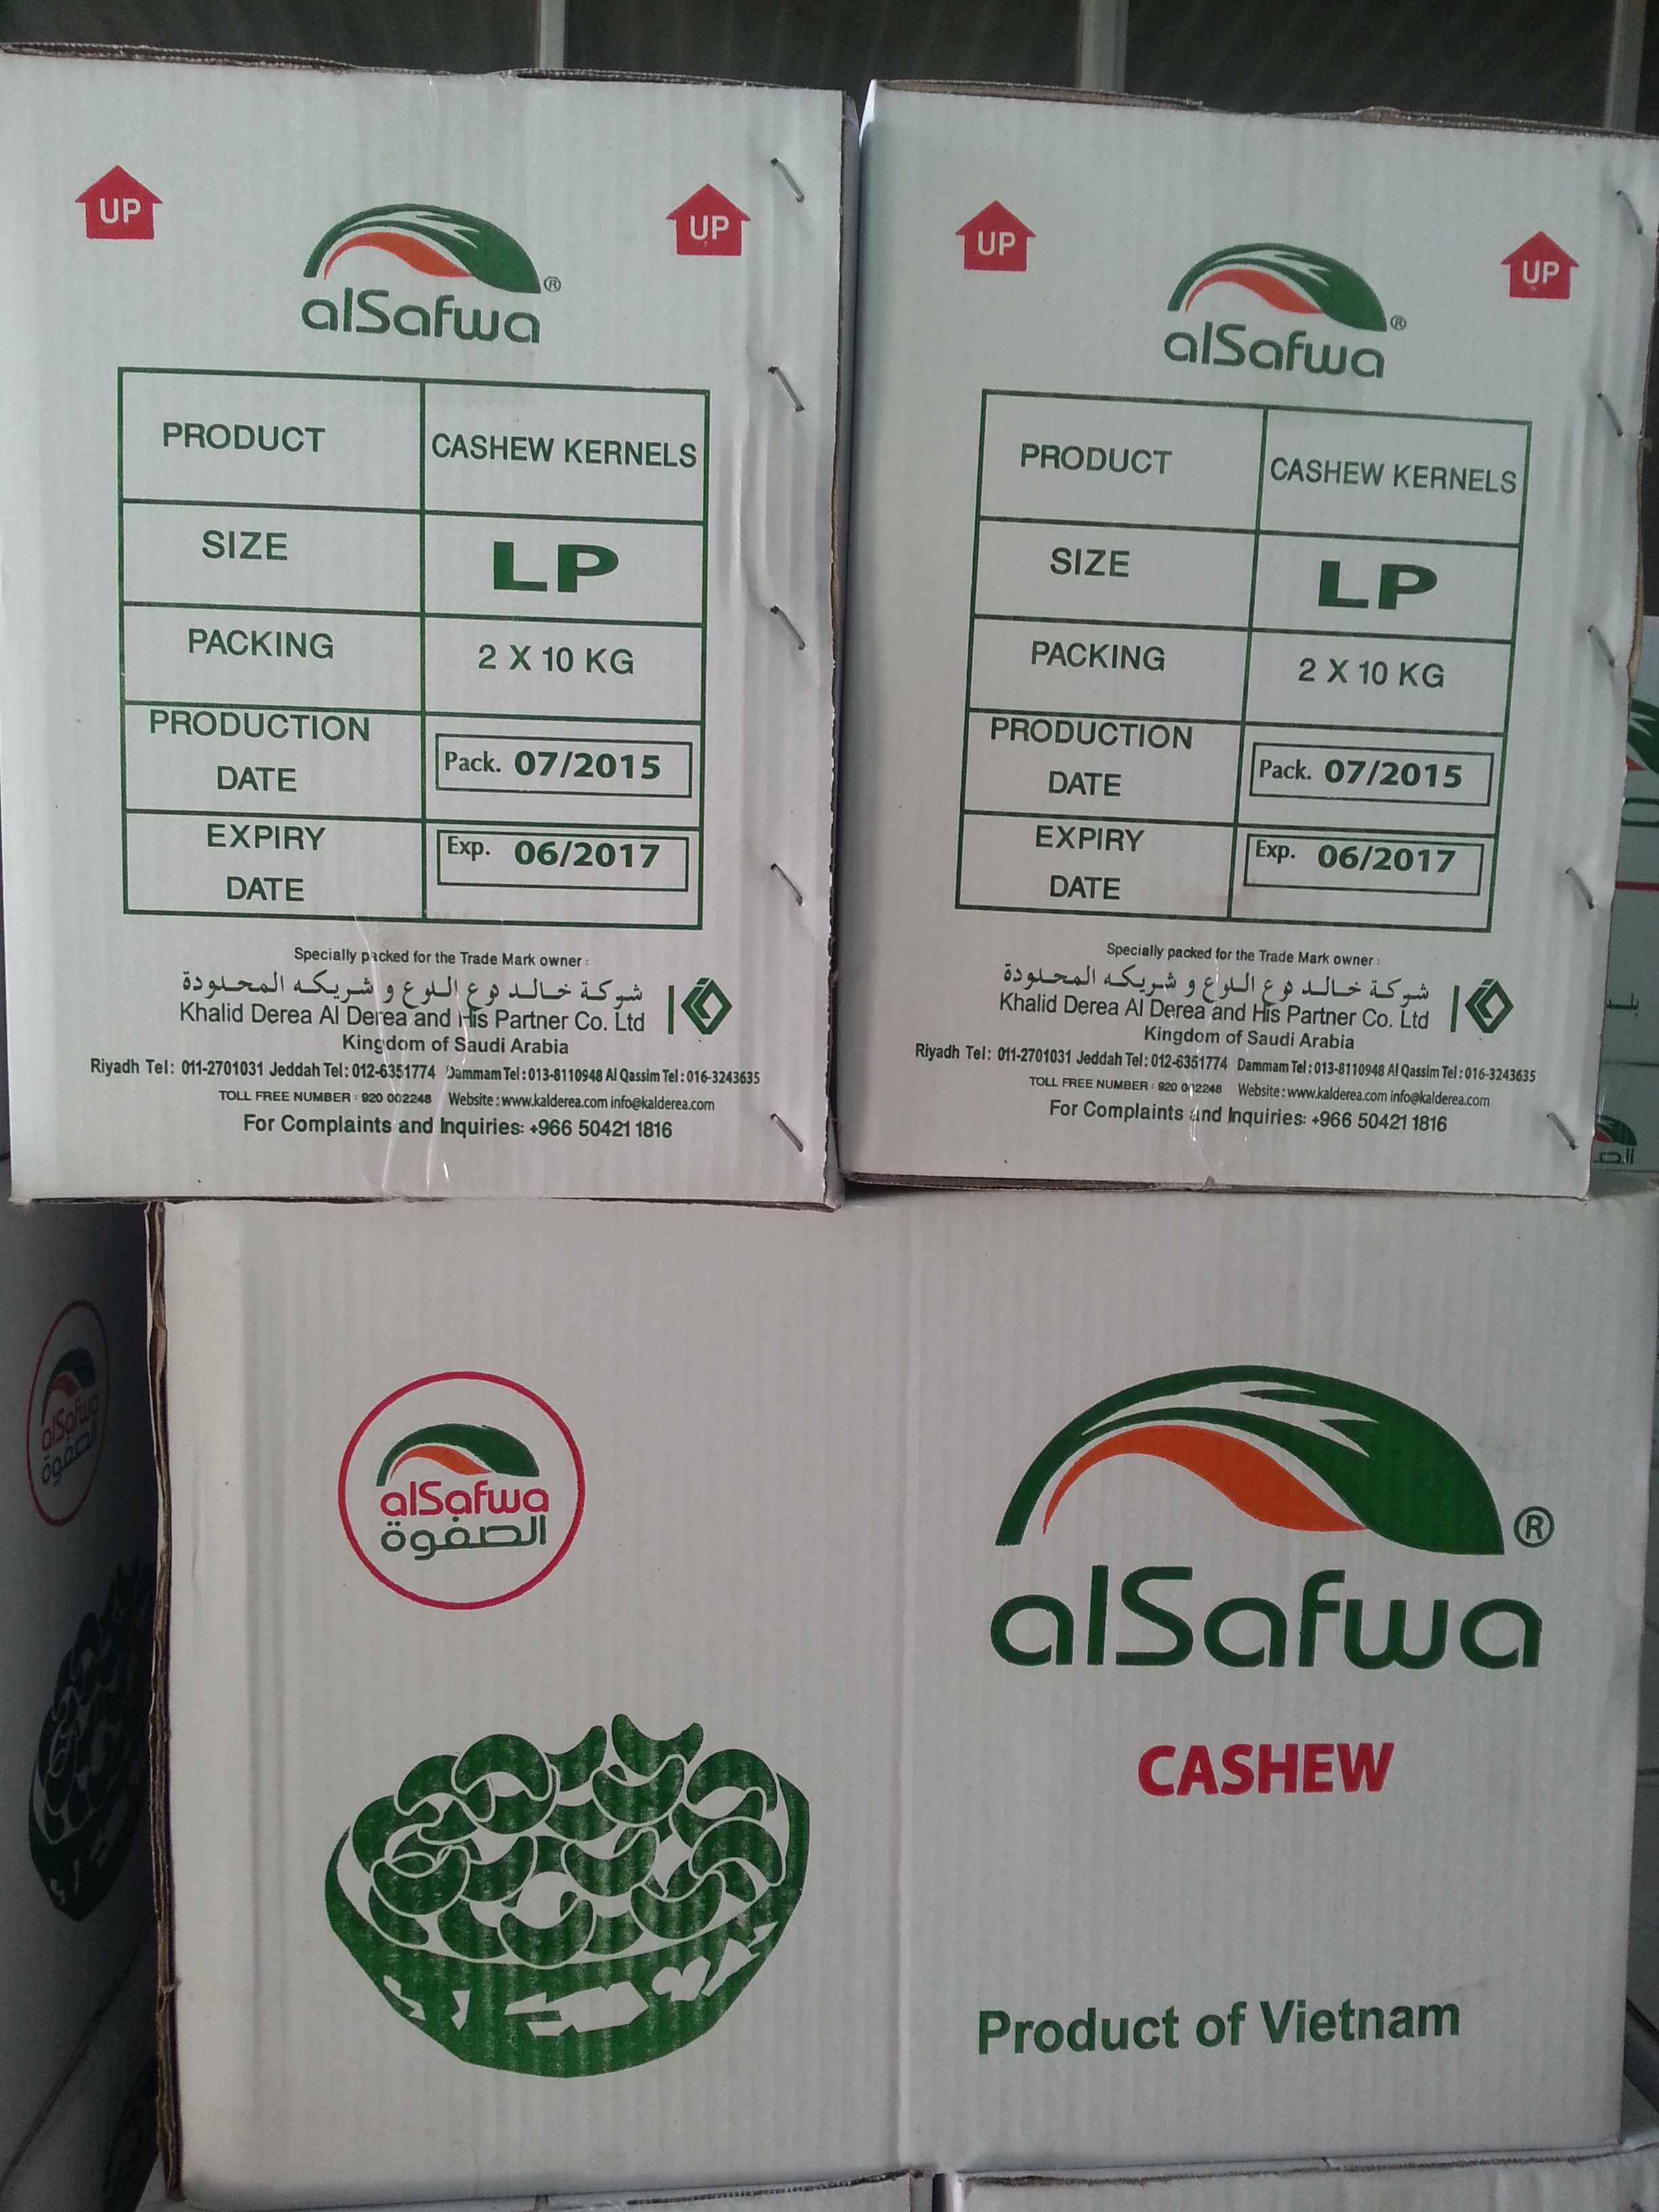 UP
UP
alSafwa®
PRODUCT CASHEW KERNELS
SIZE LP
PACKING 2 X 10 KG
PRODUCTION DATE Pack. 07/2015
EXPIRY DATE Exp. 06/2017
Specially packed for the Trade Mark owner :
شركة خالد وشريكه المحدودة
Khalid Derea Al Derea and His Partner Co. Ltd
Kingdom of Saudi Arabia
Riyadh Tel: 011-2701031 Jeddah Tel: 012-6351774 Dammam Tel : 013-8110948 Al Qassim Tel : 016-3243635
TOLL FREE NUMBER : 920 002248 Website : www.kalderea.com info@kalderea.com
For Complaints and Inquiries: +966 50421 1816
UP
UP
alSafwa®
PRODUCT CASHEW KERNELS
SIZE LP
PACKING 2 X 10 KG
PRODUCTION DATE Pack. 07/2015
EXPIRY DATE Exp. 06/2017
Specially packed for the Trade Mark owner :
شركة خالد و شريكه المحدودة
Khalid Derea Al Derea and His Partner Co. Ltd
Kingdom of Saudi Arabia
Riyadh Tel: 011-2701031 Jeddah Tel: 012-6351774 Dammam Tel : 013-8110948 Al Qassim Tel : 016-3243635
TOLL FREE NUMBER : 920 002248 Website : www.kalderea.com info@kalderea.com
For Complaints and Inquiries: +966 50421 1816
alSafwa
الصفوة
alSafwa
الصفوة
alSafwa®
CASHEW
Product of Vietnam